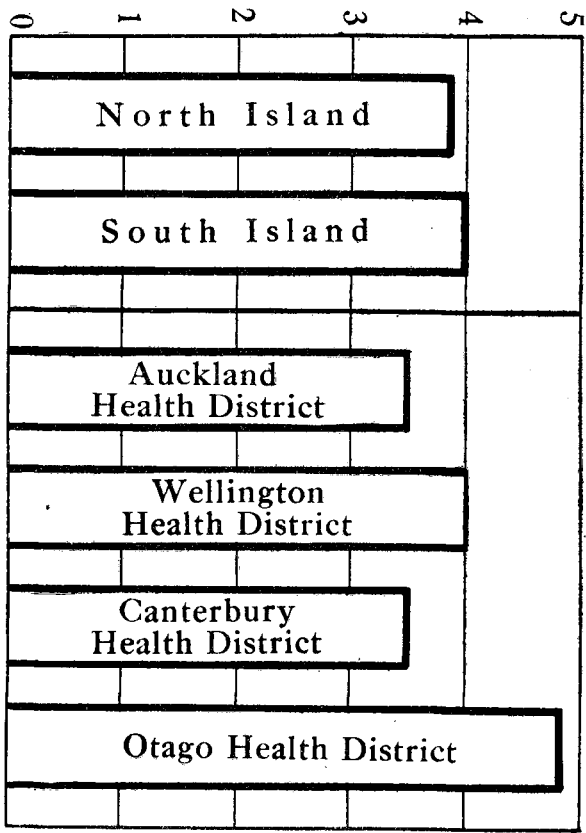 0 1 2 3 4 5
North Island
South Island
Auckland
Health District
Wellington
Health District
Canterbury
Health District
Otago Health District